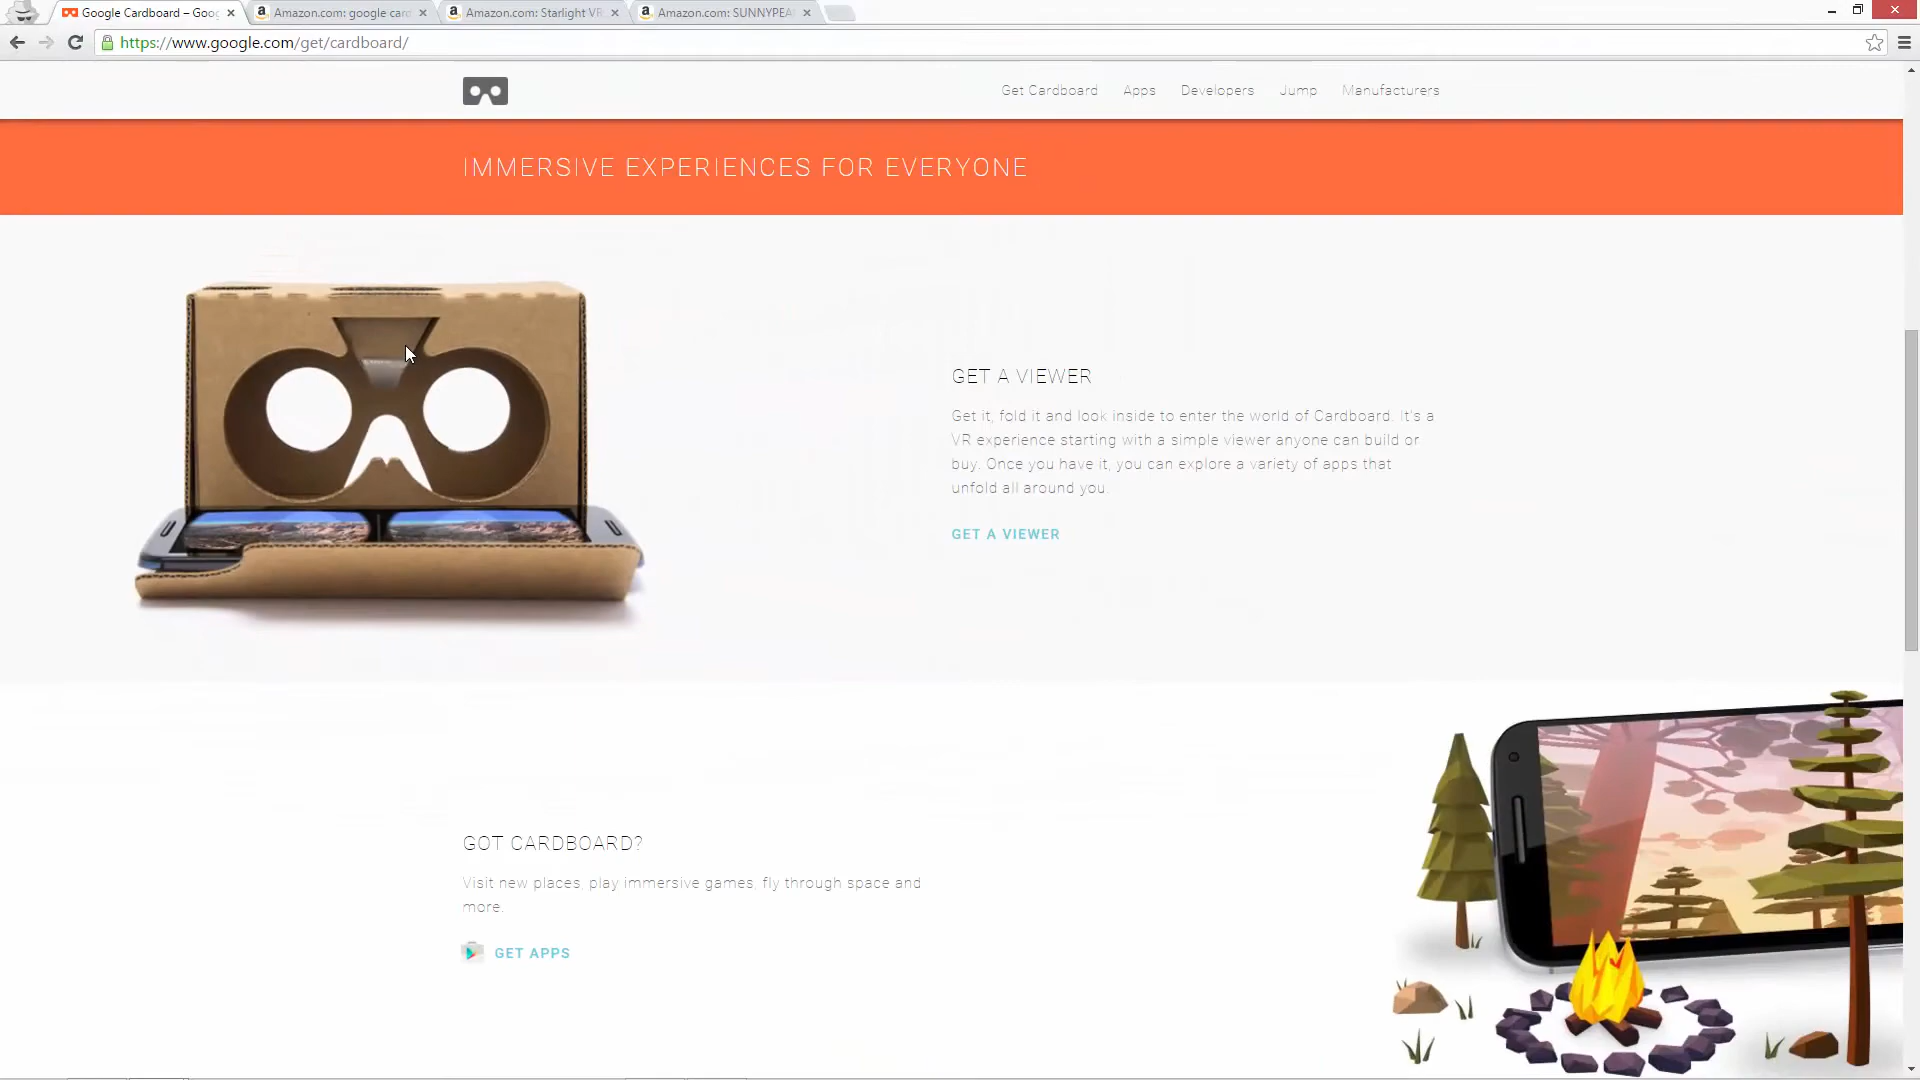 Google Cardboard – Goog
Amazon.com: google card
Amazon.com: Starlight VR
Amazon.com: SUNNYPEA
https://www.google.com/get/cardboard/
Get Cardboard Apps Developers Jump Manufacturers
IMMERSIVE EXPERIENCES FOR EVERYONE
GET A VIEWER
Get it, fold it and look inside to enter the world of Cardboard. It's a
VR experience starting with a simple viewer anyone can build or
buy. Once you have it, you can explore a variety of apps that
unfold all around you.
GET A VIEWER
GOT CARDBOARD?
Visit new places, play immersive games, fly through space and
more.
GET APPS